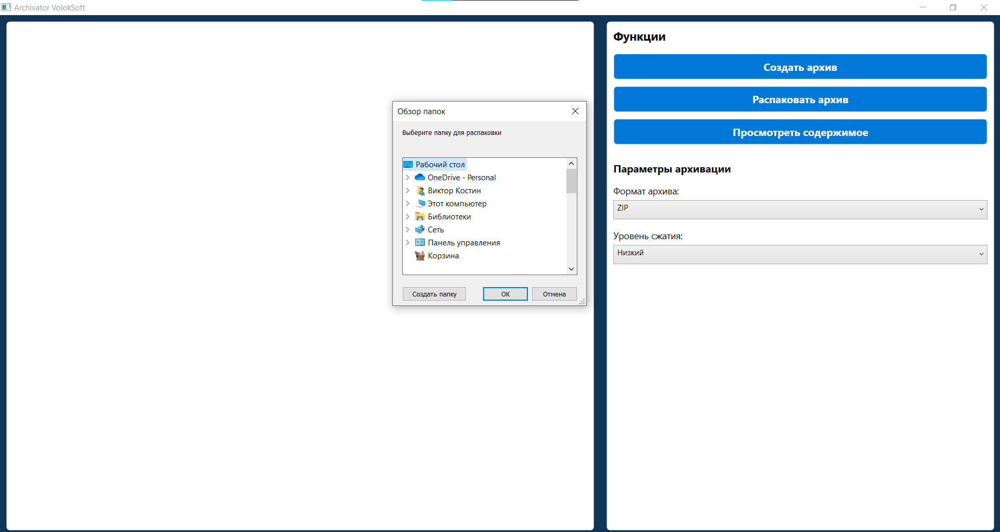 Archivator VolokSoft
Обзор папок
Выберите папку для распаковки
Рабочий стол
OneDrive - Personal
Виктор Костин
Этот компьютер
Библиотеки
Сеть
Панель управления
Корзина
Создать папку
ОК
Отмена
Функции
Создать архив
Распаковать архив
Просмотреть содержимое
Параметры архивации
Формат архива:
ZIP
Уровень сжатия:
Низкий